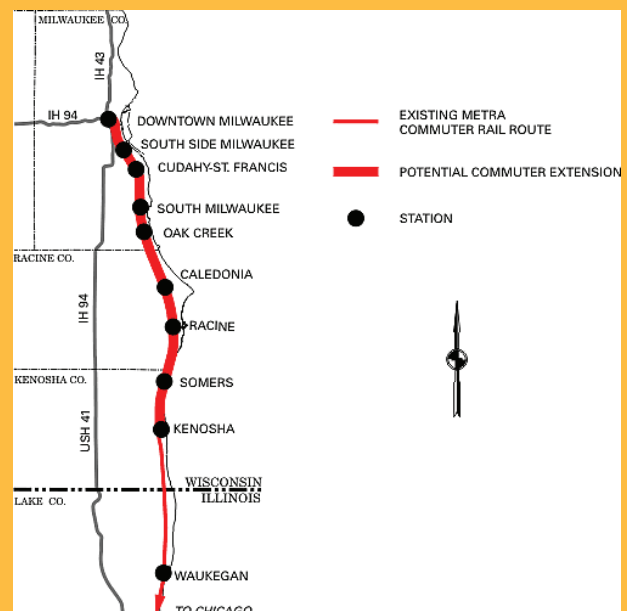 MILWAUKEE CO.
IH 43
IH 94
DOWNTOWN MILWAUKEE
SOUTH SIDE MILWAUKEE
CUDAHY-ST. FRANCIS
SOUTH MILWAUKEE
OAK CREEK
RACINE CO.
CALEDONIA
IH 94
RACINE
KENOSHA CO.
SOMERS
USH 41
KENOSHA
WISCONSIN
ILLINOIS
LAKE CO.
WAUKEGAN
TO CHICAGO
EXISTING METRA
COMMUTER RAIL ROUTE
POTENTIAL COMMUTER EXTENSION
STATION